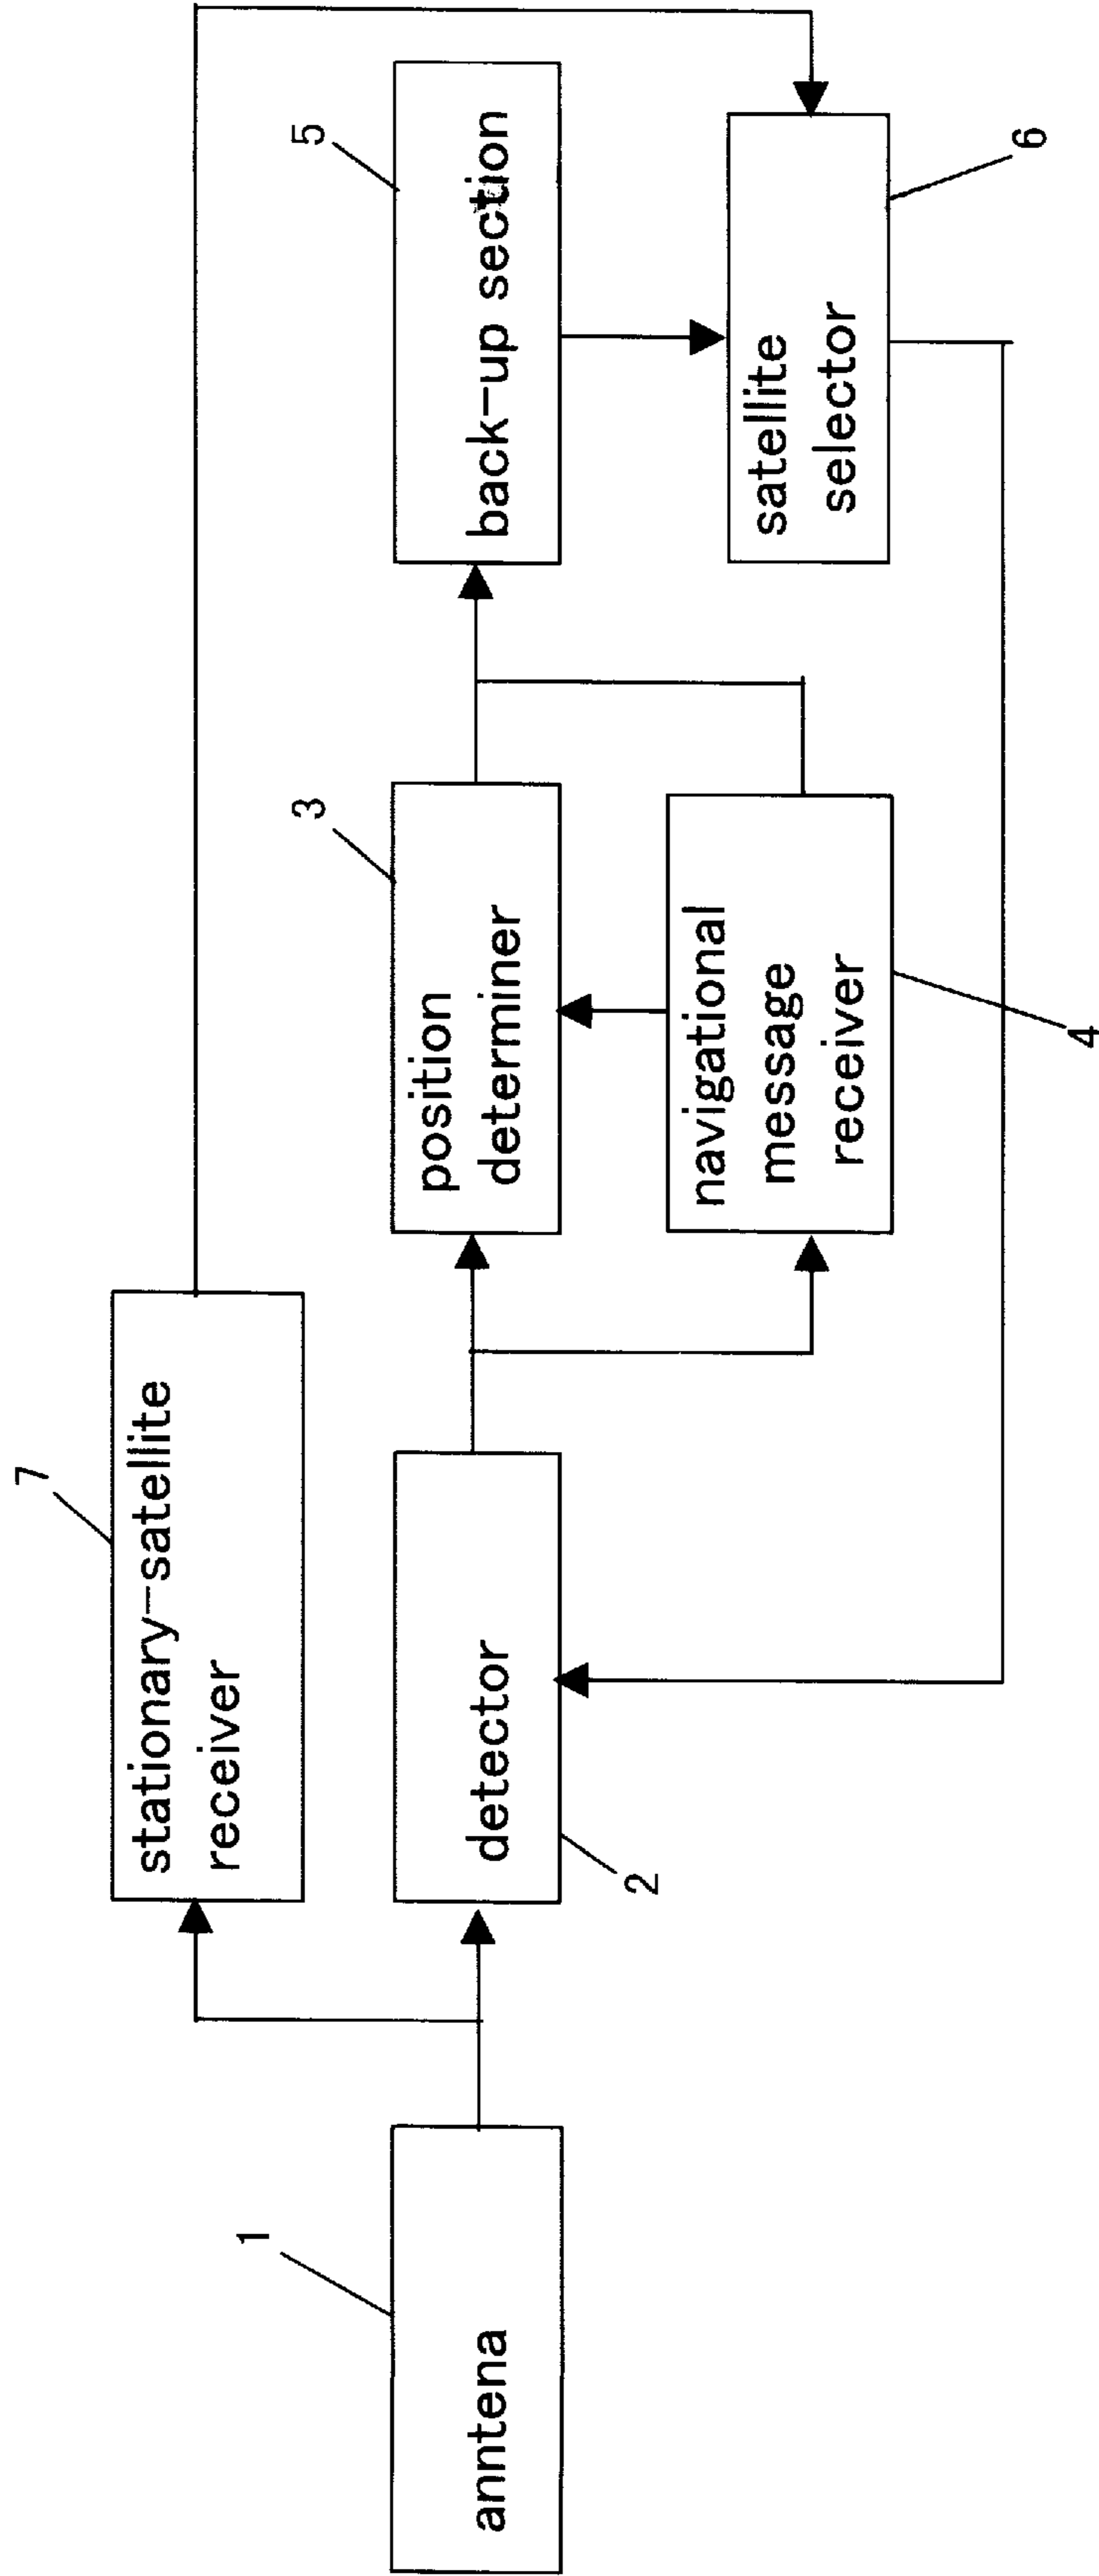 7
stationary-satellite
receiver
1
anntena
detector
2
3
position
determiner
navigational
message
receiver
4
5
back-up section
satellite
selector
6